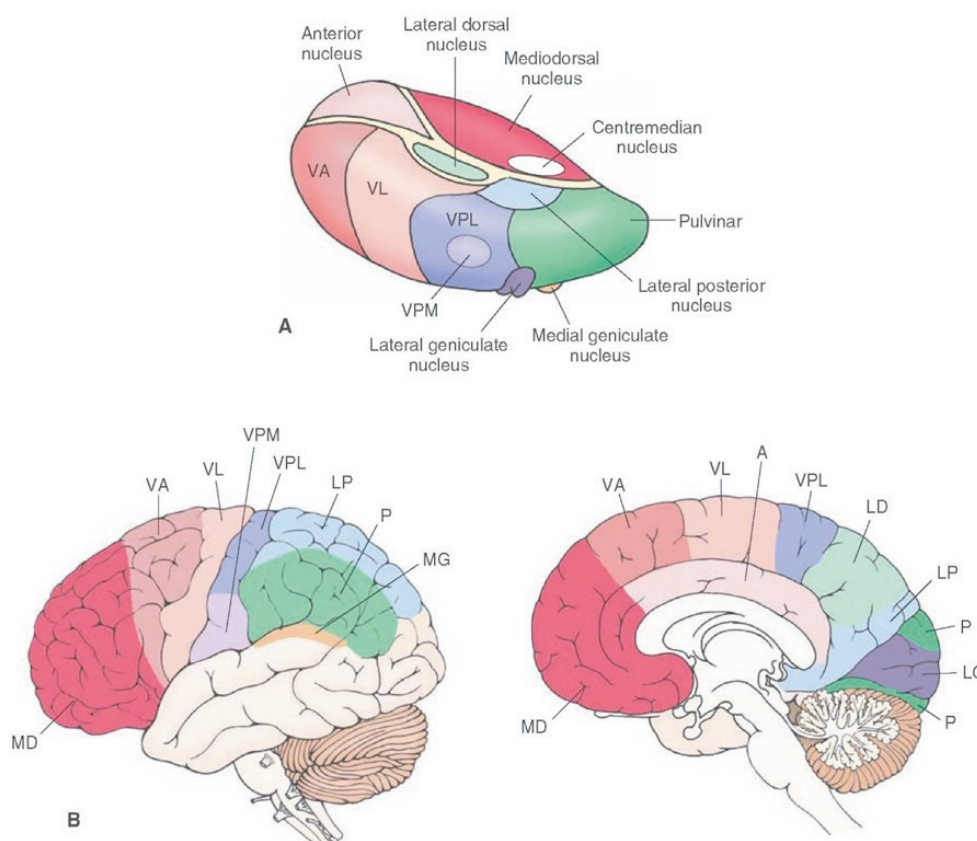 Anterior
nucleus
Lateral dorsal
nucleus
Mediodorsal
nucleus
Centremedian
nucleus
VA
VL
VPL
Pulvinar
VPM
Lateral posterior
nucleus
Lateral geniculate
nucleus
Medial geniculate
nucleus
A
VPM
VA
VL
VPL
LP
P
MG
MD
B
VA
VL
A
VPL
LD
LP
P
P
MD